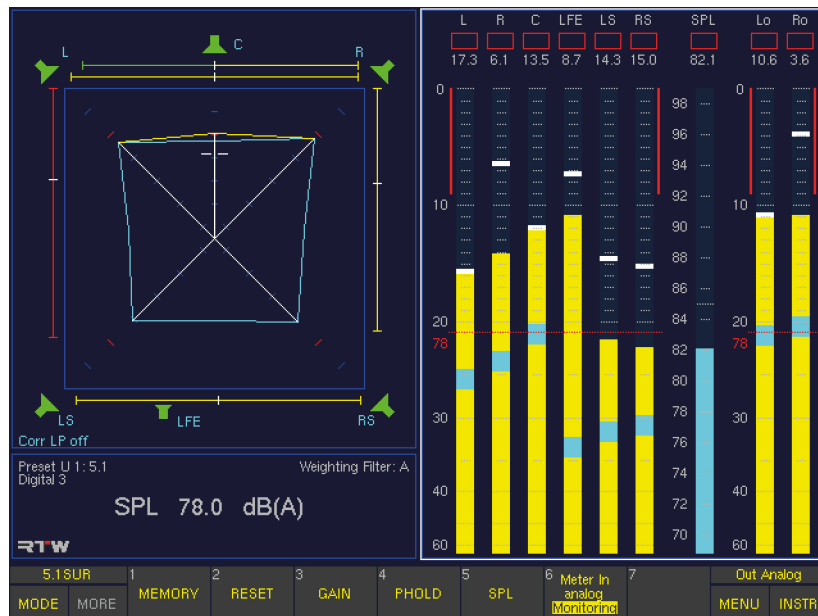 C
L R
LS LFE RS
Corr LP off
Preset U 1: 5.1 Weighting Filter: A
Digital 3
SPL 78.0 dB(A)
RTW
L R C LFE LS RS SPL Lo Ro
17.3 6.1 13.5 8.7 14.3 15.0 82.1 10.6 3.6
0 98 0
96
94
92
10 90 10
88
86
20 84 20
78 82 78
80
30 78 30
76
40 74 40
72
60 70 60
5.1SUR 1 2 3 4 5 6 7 Out Analog
MODE MORE MEMORY RESET GAIN PHOLD SPL Meter In analog Monitoring MENU INSTR